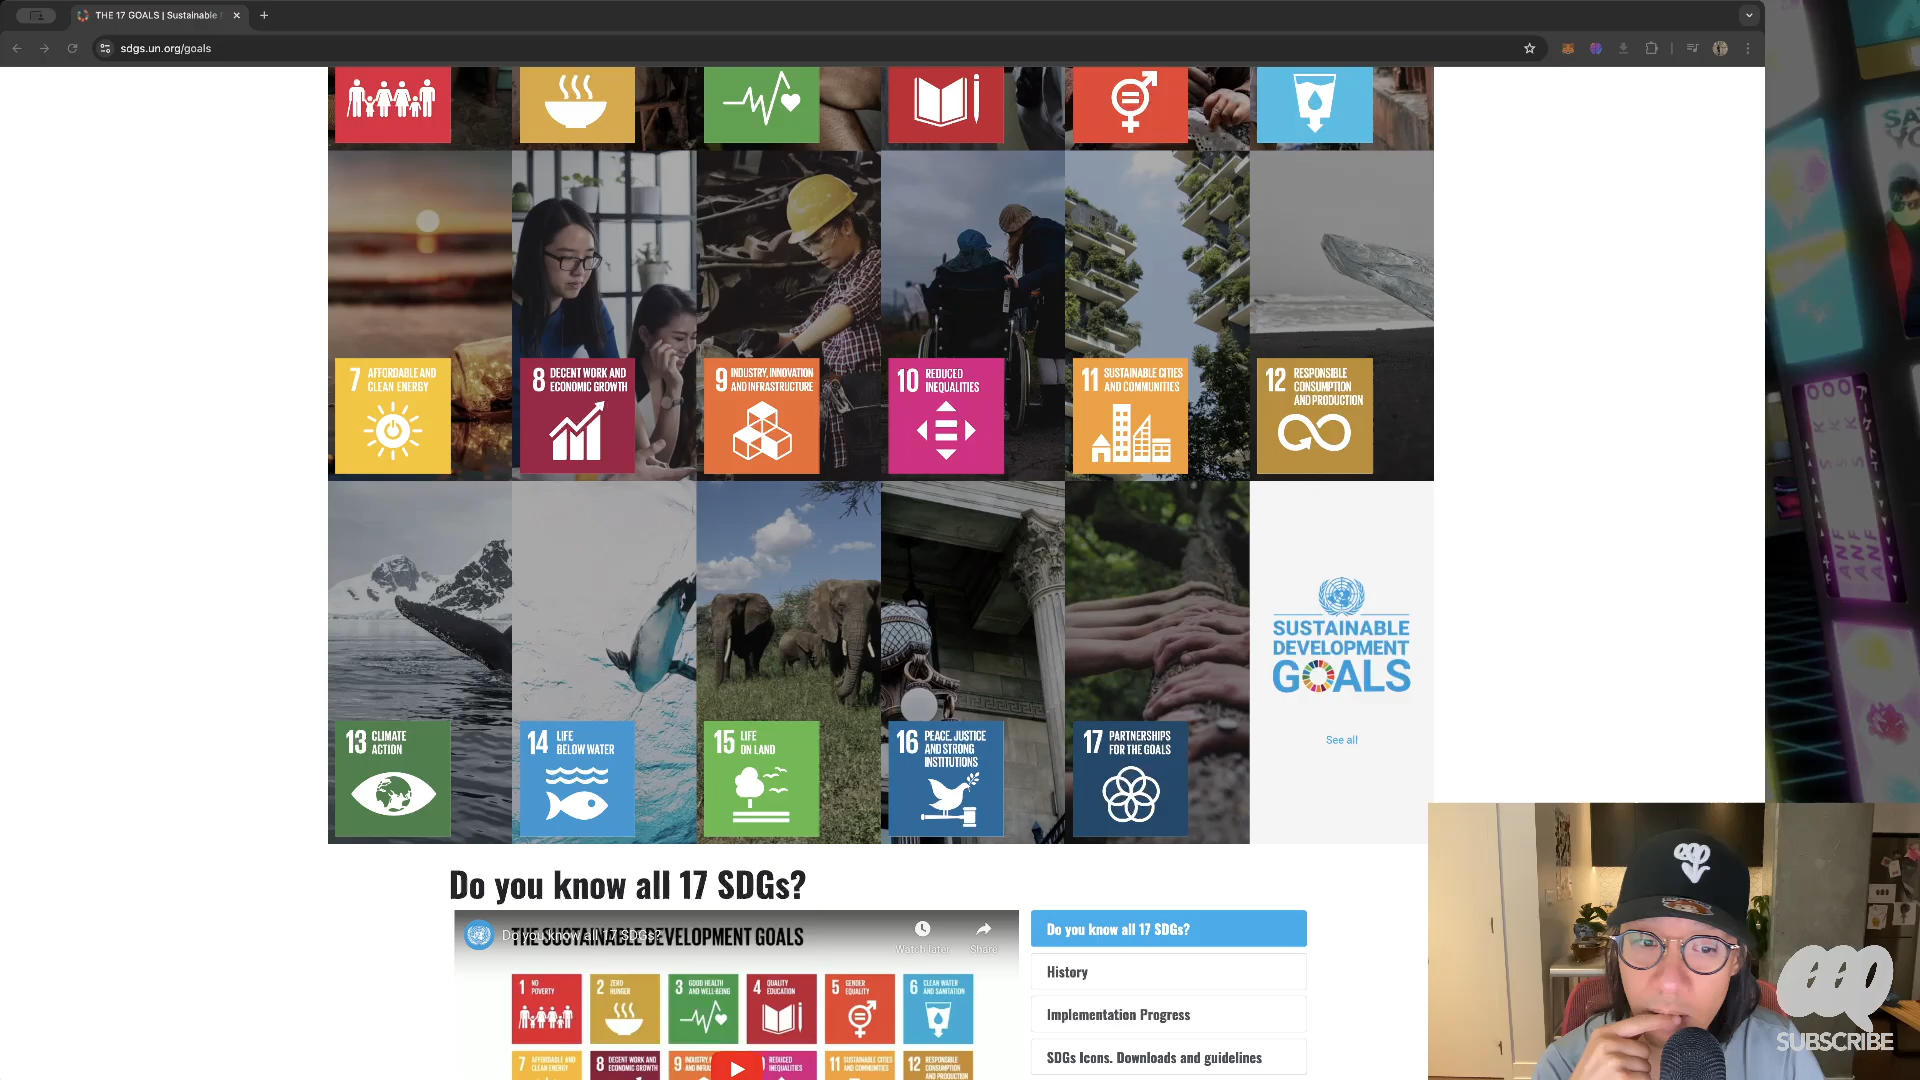 THE 17 GOALS | Sustainable
sdgs.un.org/goals
7 AFFORDABLE AND
CLEAN ENERGY
8 DECENT WORK AND
ECONOMIC GROWTH
9 INDUSTRY, INNOVATION
AND INFRASTRUCTURE
10 REDUCED
INEQUALITIES
11 SUSTAINABLE CITIES
AND COMMUNITIES
12 RESPONSIBLE
CONSUMPTION
AND PRODUCTION
SUSTAINABLE
DEVELOPMENT
GOALS
See all
13 CLIMATE
ACTION
14 LIFE
BELOW WATER
15 LIFE
ON LAND
16 PEACE, JUSTICE
AND STRONG
INSTITUTIONS
17 PARTNERSHIPS
FOR THE GOALS
Do you know all 17 SDGs?
Do you know all 17 SDGs?
THE SUSTAINABLE DEVELOPMENT GOALS
Watch later
Share
1 NO
POVERTY
2 ZERO
HUNGER
3 GOOD HEALTH
AND WELL-BEING
4 QUALITY
EDUCATION
5 GENDER
EQUALITY
6 CLEAN WATER
AND SANITATION
7 AFFORDABLE AND
CLEAN ENERGY
8 DECENT WORK AND
ECONOMIC GROWTH
9
REDUCED
INEQUALITIES
11 SUSTAINABLE CITIES
AND COMMUNITIES
12 RESPONSIBLE
CONSUMPTION
AND PRODUCTION
Do you know all 17 SDGs?
History
Implementation Progress
SDGs Icons. Downloads and guidelines
SUBSCRIBE